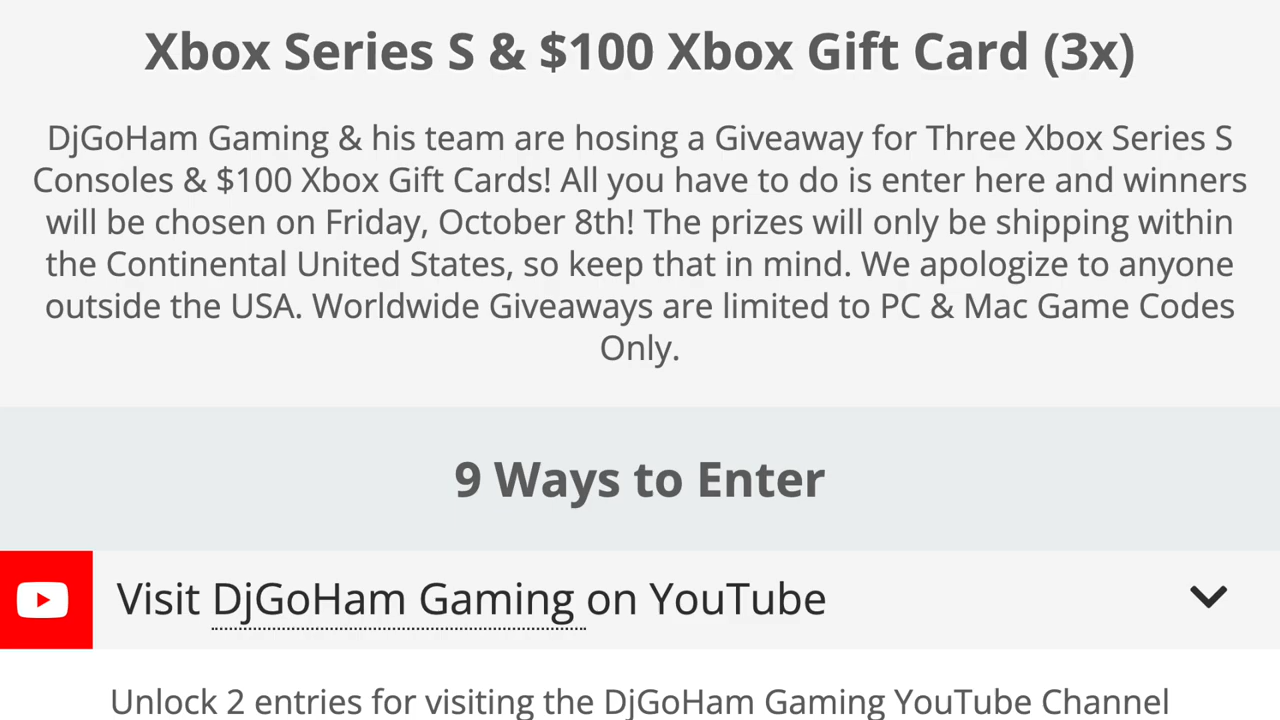 Xbox Series S & $100 Xbox Gift Card (3x)
DjGoHam Gaming & his team are hosing a Giveaway for Three Xbox Series S
Consoles & $100 Xbox Gift Cards! All you have to do is enter here and winners
will be chosen on Friday, October 8th! The prizes will only be shipping within
the Continental United States, so keep that in mind. We apologize to anyone
outside the USA. Worldwide Giveaways are limited to PC & Mac Game Codes
Only.
9 Ways to Enter
Visit DjGoHam Gaming on YouTube
Unlock 2 entries for visiting the DjGoHam Gaming YouTube Channel